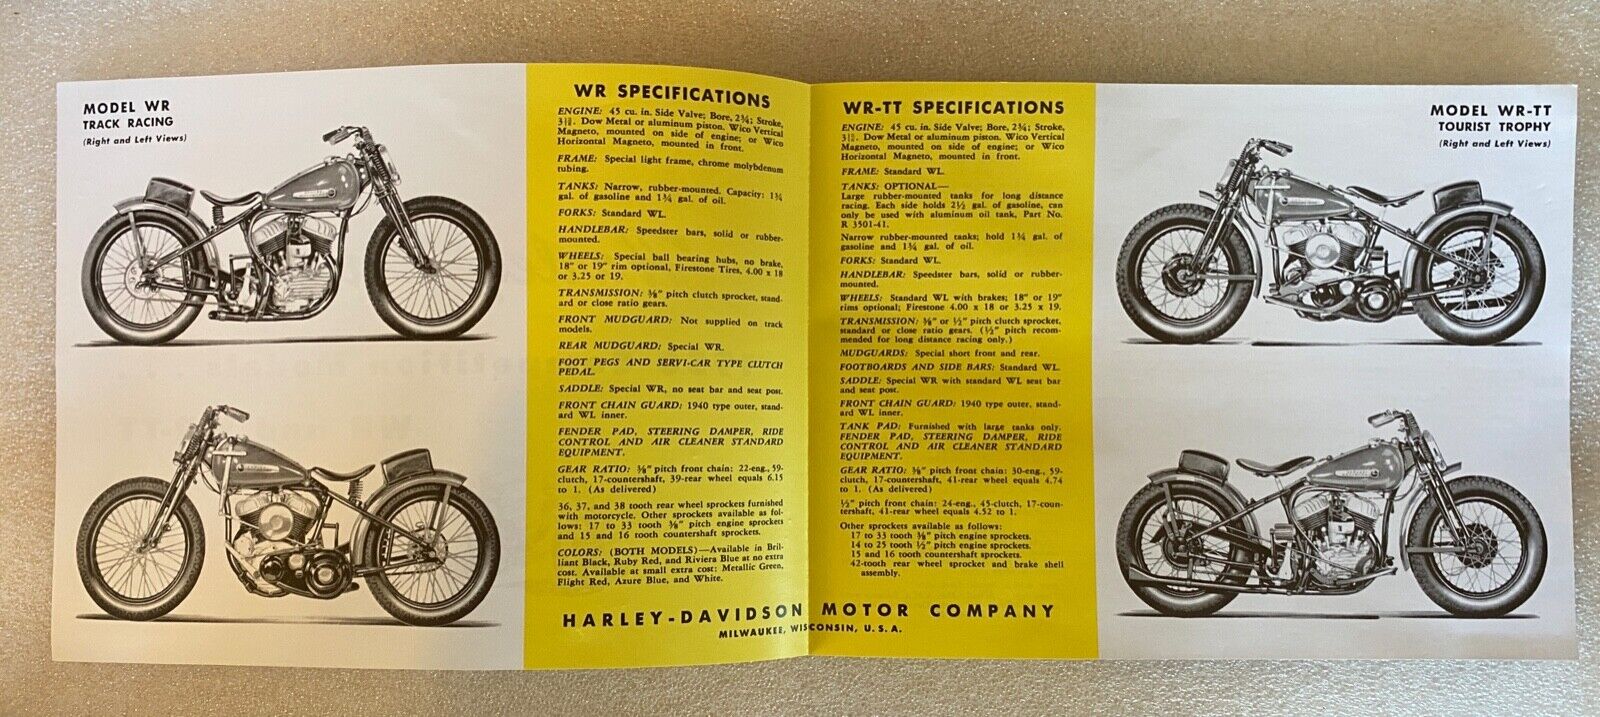 MODEL WR
TRACK RACING
(Right and Left Views)
WR SPECIFICATIONS
ENGINE: 45 cu. in. Side Valve; Bore, 2¾; Stroke,
3 13/16. Dow Metal or aluminum piston. Wico Vertical
Magneto, mounted on side of engine; or Wico
Horizontal Magneto, mounted in front.
FRAME: Special light frame, chrome molybdenum
tubing.
TANKS: Narrow, rubber-mounted. Capacity: 1¾
gal. of gasoline and 1¾ gal. of oil.
FORKS: Standard WL.
HANDLEBAR: Speedster bars, solid or rubber-
mounted.
WHEELS: Special ball bearing hubs, no brake,
18" or 19" rim optional, Firestone Tires, 4.00 x 18
or 3.25 or 19.
TRANSMISSION: ⅜" pitch clutch sprocket, stand-
ard or close ratio gears.
FRONT MUDGUARD: Not supplied on track
models.
REAR MUDGUARD: Special WR.
FOOT PEGS AND SERVI-CAR TYPE CLUTCH
PEDAL.
SADDLE: Special WR, no seat bar and seat post.
FRONT CHAIN GUARD: 1940 type outer, stand-
ard WL inner.
FENDER PAD, STEERING DAMPER, RIDE
CONTROL AND AIR CLEANER STANDARD
EQUIPMENT.
GEAR RATIO: ⅜" pitch front chain: 22-eng., 59-
clutch, 17-countershaft, 39-rear wheel equals 6.15
to 1. (As delivered)
36, 37, and 38 tooth rear wheel sprockets furnished
with motorcycle. Other sprockets available as fol-
lows: 17 to 33 tooth ⅜" pitch engine sprockets
and 15 and 16 tooth countershaft sprockets.
COLORS: (BOTH MODELS)—Available in Bril-
liant Black, Ruby Red, and Riviera Blue at no extra
cost. Available at small extra cost: Metallic Green,
Flight Red, Azure Blue, and White.
WR-TT SPECIFICATIONS
ENGINE: 45 cu. in. Side Valve; Bore, 2¾; Stroke,
3 13/16. Dow Metal or aluminum piston. Wico Vertical
Magneto, mounted on side of engine; or Wico
Horizontal Magneto, mounted in front.
FRAME: Standard WL.
TANKS: OPTIONAL—
Large rubber-mounted tanks for long distance
racing. Each side holds 2½ gal. of gasoline, can
only be used with aluminum oil tank, Part No.
R 3501-41.
Narrow rubber-mounted tanks; hold 1¾ gal. of
gasoline and 1¾ gal. of oil.
FORKS: Standard WL.
HANDLEBAR: Speedster bars, solid or rubber-
mounted.
WHEELS: Standard WL with brakes; 18" or 19"
rims optional; Firestone 4.00 x 18 or 3.25 x 19.
TRANSMISSION: ⅜" or ½" pitch clutch sprocket,
standard or close ratio gears. (½" pitch recom-
mended for long distance racing only.)
MUDGUARDS: Special short front and rear.
FOOTBOARDS AND SIDE BARS: Standard WL.
SADDLE: Special WR with standard WL seat bar
and seat post.
FRONT CHAIN GUARD: 1940 type outer, stand-
ard WL inner.
TANK PAD: Furnished with large tanks only.
FENDER PAD, STEERING DAMPER, RIDE
CONTROL AND AIR CLEANER STANDARD
EQUIPMENT.
GEAR RATIO: ⅜" pitch front chain: 30-eng., 59-
clutch, 17-countershaft, 41-rear wheel equals 4.74
to 1. (As delivered)
½" pitch front chain: 24-eng., 45-clutch, 17-coun-
tershaft, 41-rear wheel equals 4.52 to 1.
Other sprockets available as follows:
17 to 33 tooth ⅜" pitch engine sprockets.
14 to 25 tooth ½" pitch engine sprockets.
15 and 16 tooth countershaft sprockets.
42-tooth rear wheel sprocket and brake shell
assembly.
HARLEY-DAVIDSON MOTOR COMPANY
MILWAUKEE, WISCONSIN, U.S.A.
MODEL WR-TT
TOURIST TROPHY
(Right and Left Views)